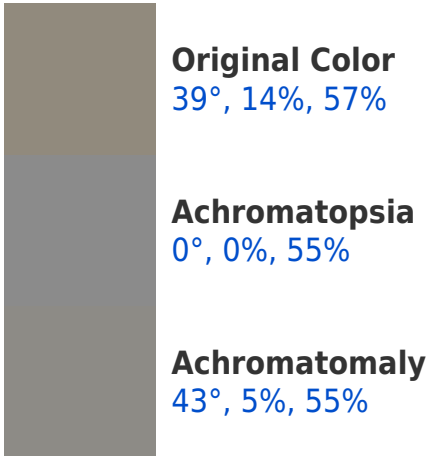 Original Color
39°, 14%, 57%
Achromatopsia
0°, 0%, 55%
Achromatomaly
43°, 5%, 55%